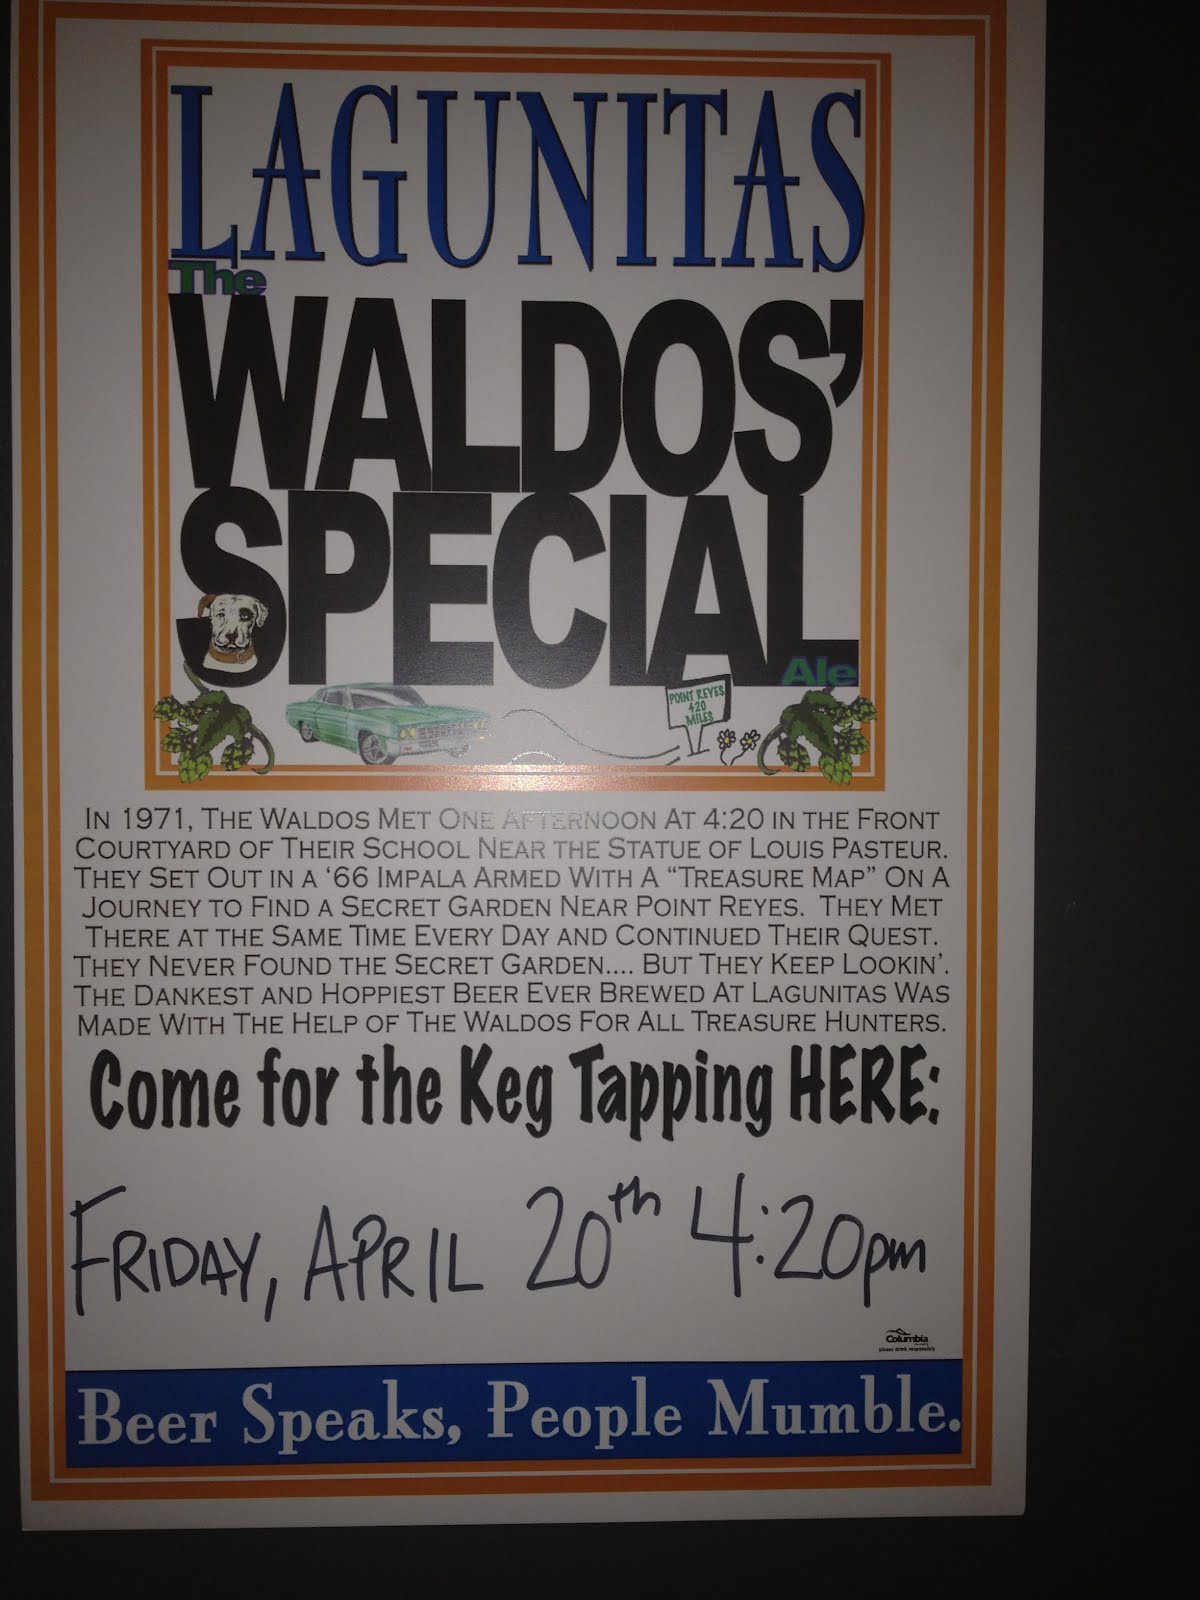 LAGUNITAS
The
WALDOS'
SPECIAL
Ale
POINT REYES
420
MILES
IN 1971, THE WALDOS MET ONE AFTERNOON AT 4:20 IN THE FRONT
COURTYARD OF THEIR SCHOOL NEAR THE STATUE OF LOUIS PASTEUR.
THEY SET OUT IN A '66 IMPALA ARMED WITH A "TREASURE MAP" ON A
JOURNEY TO FIND A SECRET GARDEN NEAR POINT REYES. THEY MET
THERE AT THE SAME TIME EVERY DAY AND CONTINUED THEIR QUEST.
THEY NEVER FOUND THE SECRET GARDEN.... BUT THEY KEEP LOOKIN'.
THE DANKEST AND HOPPIEST BEER EVER BREWED AT LAGUNITAS WAS
MADE WITH THE HELP OF THE WALDOS FOR ALL TREASURE HUNTERS.
Come for the Keg Tapping HERE:
FRIDAY, APRIL 20th 4:20pm
Columbia
please drink responsibly
Beer Speaks, People Mumble.